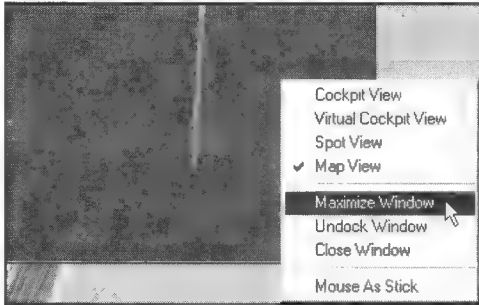 Cockpit View
Virtual Cockpit View
Spot View
Map View
Maximize Window
Undock Window
Close Window
Mouse As Stick